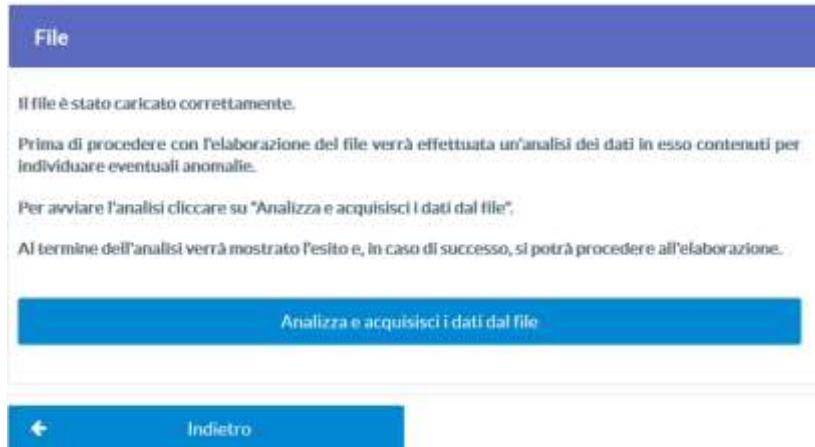 File
Il file è stato caricato correttamente.
Prima di procedere con l'elaborazione del file verrà effettuata un'analisi dei dati in esso contenuti per
individuare eventuali anomalie.
Per avviare l'analisi cliccare su "Analizza e acquisisci i dati dal file".
Al termine dell'analisi verrà mostrato l'esito e, in caso di successo, si potrà procedere all'elaborazione.
Analizza e acquisisci i dati dal file
Indietro